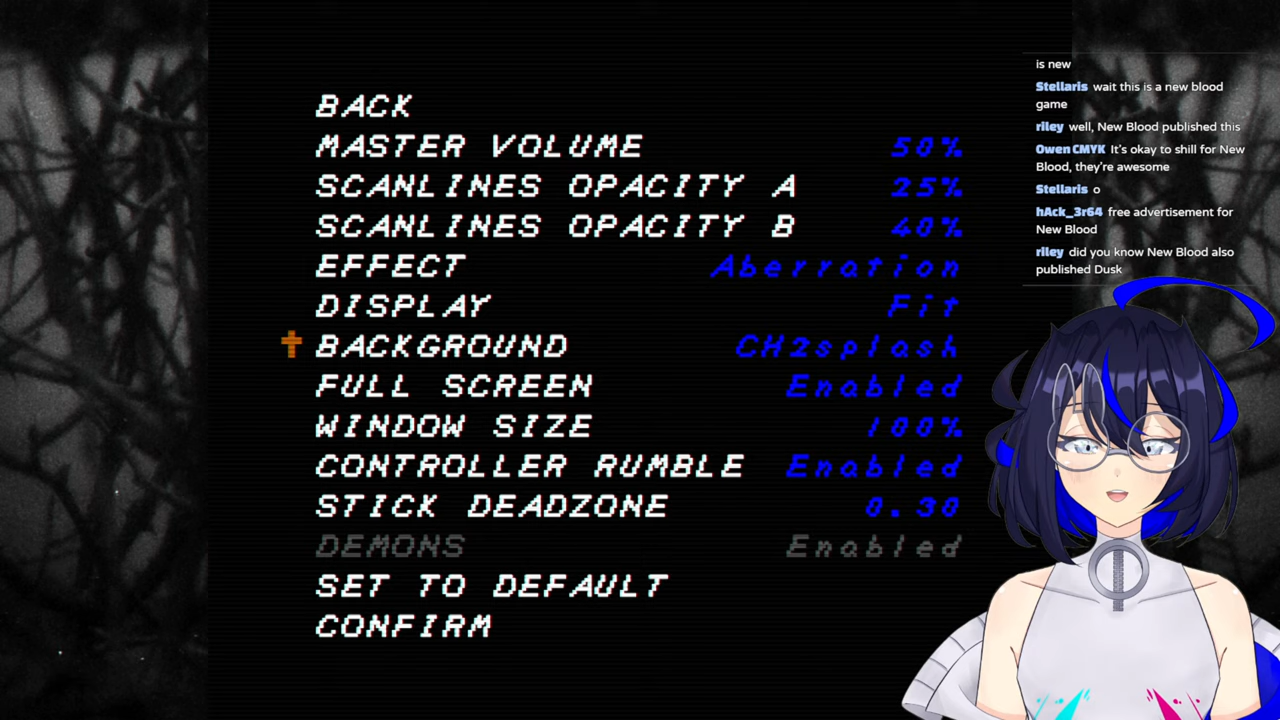 BACK
MASTER VOLUME 50%
SCANLINES OPACITY A 25%
SCANLINES OPACITY B 40%
EFFECT Aberration
DISPLAY Fit
BACKGROUND CH2splash
FULL SCREEN Enabled
WINDOW SIZE 100%
CONTROLLER RUMBLE Enabled
STICK DEADZONE 0.30
DEMONS Enabled
SET TO DEFAULT
CONFIRM
is new
Stellaris wait this is a new blood
game
riley well, New Blood published this
Owen CMYK It's okay to shill for New
Blood, they're awesome
Stellaris o
hAck_3r64 free advertisement for
New Blood
riley did you know New Blood also
published Dusk